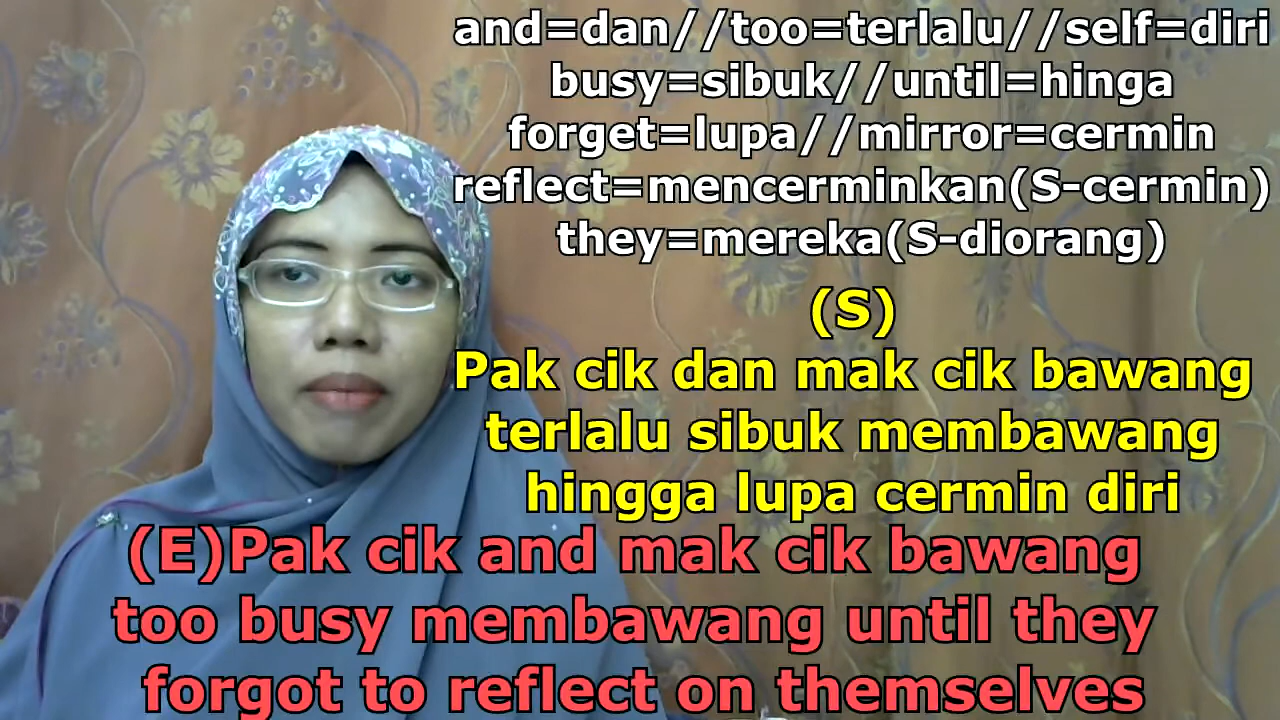 and=dan//too=terlalu//self=diri
busy=sibuk//until=hinga
forget=lupa//mirror=cermin
reflect=mencerminkan(S-cermin)
they=mereka(S-diorang)
(S)
Pak cik dan mak cik bawang
terlalu sibuk membawang
hingga lupa cermin diri
(E)Pak cik and mak cik bawang
too busy membawang until they
forgot to reflect on themselves